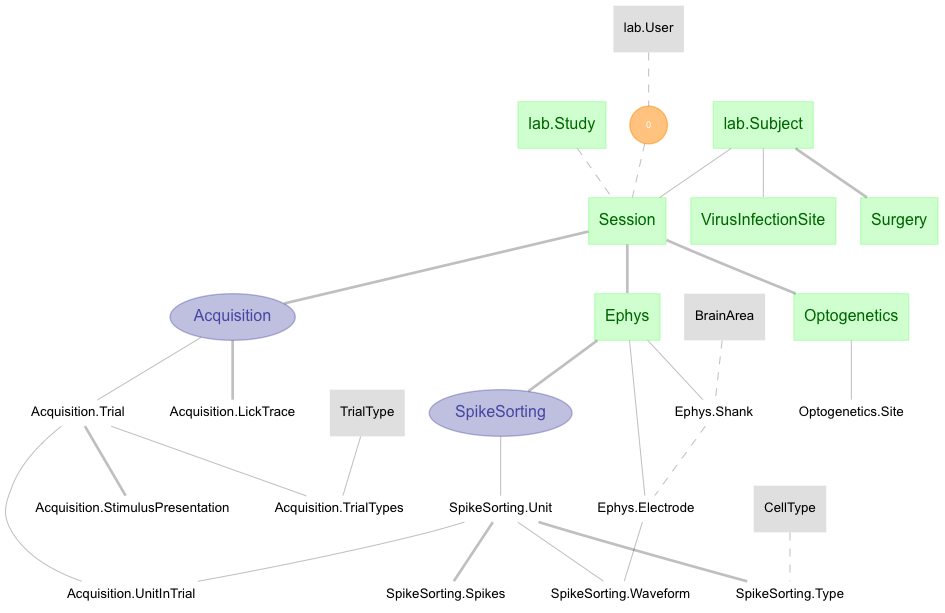 lab.User
lab.Study
0
lab.Subject
Session
VirusInfectionSite
Surgery
Acquisition
Ephys
BrainArea
Optogenetics
Acquisition.Trial
Acquisition.LickTrace
TrialType
SpikeSorting
Ephys.Shank
Optogenetics.Site
Acquisition.StimulusPresentation
Acquisition.TrialTypes
SpikeSorting.Unit
Ephys.Electrode
CellType
Acquisition.UnitInTrial
SpikeSorting.Spikes
SpikeSorting.Waveform
SpikeSorting.Type